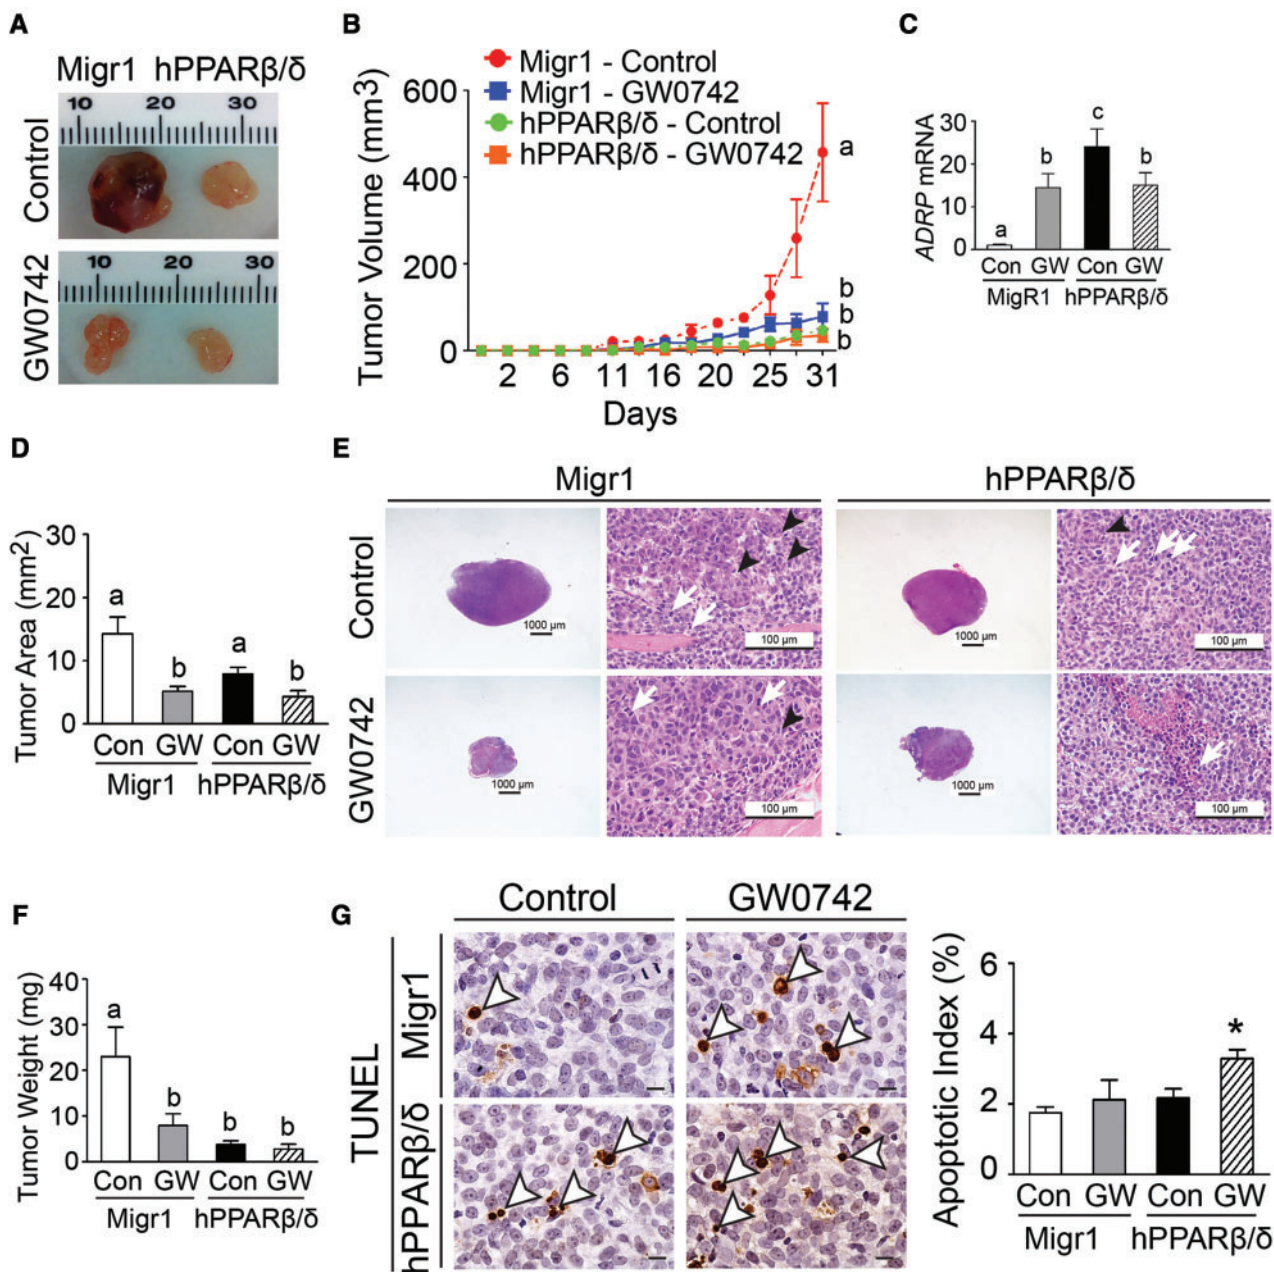 A
Migr1 hPPARβ/δ
Control
10 20 30
GW0742
10 20 30
B
Migr1 - Control
Migr1 - GW0742
hPPARβ/δ - Control
hPPARβ/δ - GW0742
Tumor Volume (mm3)
600
400
200
0
a
b
b
b
2 6 11 16 20 25 31
Days
C
ADRP mRNA
30
20
10
0
a b c b
Con GW Con GW
MigR1 hPPARβ/δ
D
Tumor Area (mm2)
30
20
10
0
a b a b
Con GW Con GW
Migr1 hPPARβ/δ
E
Migr1 hPPARβ/δ
Control
1000 µm 100 µm 1000 µm 100 µm
GW0742
1000 µm 100 µm 1000 µm 100 µm
F
Tumor Weight (mg)
40
30
20
10
0
a b b b
Con GW Con GW
Migr1 hPPARβ/δ
G
Control GW0742
TUNEL
Migr1
hPPARβ/δ
Apoptotic Index (%)
6
4
2
0
*
Con GW Con GW
Migr1 hPPARβ/δ